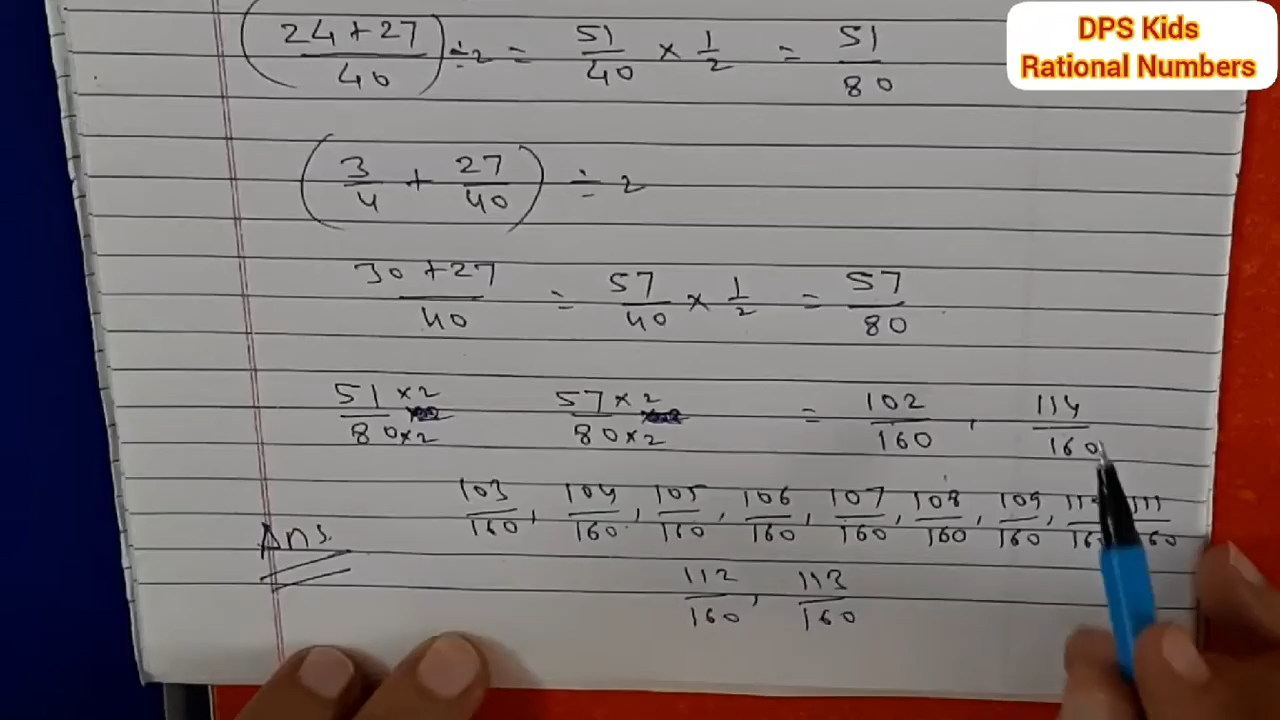 DPS Kids
Rational Numbers
(24+27/40) ÷2 = 51/40 × 1/2 = 51/80
(3/4 + 27/40) ÷ 2
30+27/40 = 57/40 × 1/2 = 57/80
51×2/80×2 57×2/80×2 = 102/160, 114/160
103/160, 104/160, 105/160, 106/160, 107/160, 108/160, 109/160, 111/160
Ans.
112/160, 113/160